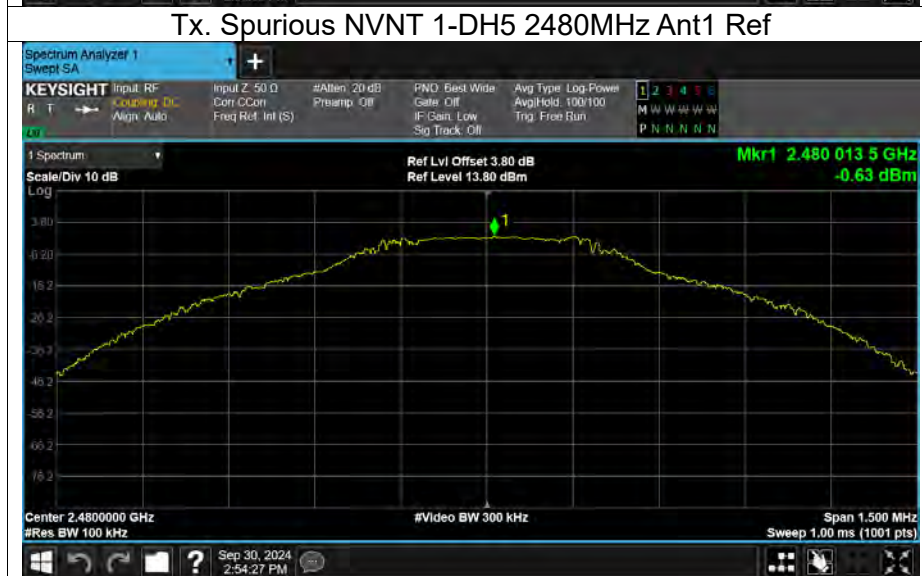 Tx. Spurious NVNT 1-DH5 2480MHz Ant1 Ref
Spectrum Analyzer 1
Swept SA
+
KEYSIGHT Input: RF Input Z: 50 Ω #Atten: 20 dB PNO: Best Wide Avg Type: Log-Power 1 2 3 4 5 6
R T Coupling: DC Corr CCorr Preamp: Off Gate: Off Avg|Hold: 100/100 M W W W W W
Align: Auto Freq Ref: Int (S) IF Gain: Low Trig: Free Run
Sig Track: Off P N N N N N
1 Spectrum Ref Lvl Offset 3.80 dB Mkr1 2.480 013 5 GHz
Scale/Div 10 dB Ref Level 13.80 dBm -0.63 dBm
Log
3.80
1
-6.20
-16.2
-26.2
-36.2
-46.2
-56.2
-66.2
-76.2
Center 2.4800000 GHz #Video BW 300 kHz Span 1.500 MHz
#Res BW 100 kHz Sweep 1.00 ms (1001 pts)
? Sep 30, 2024
2:54:27 PM